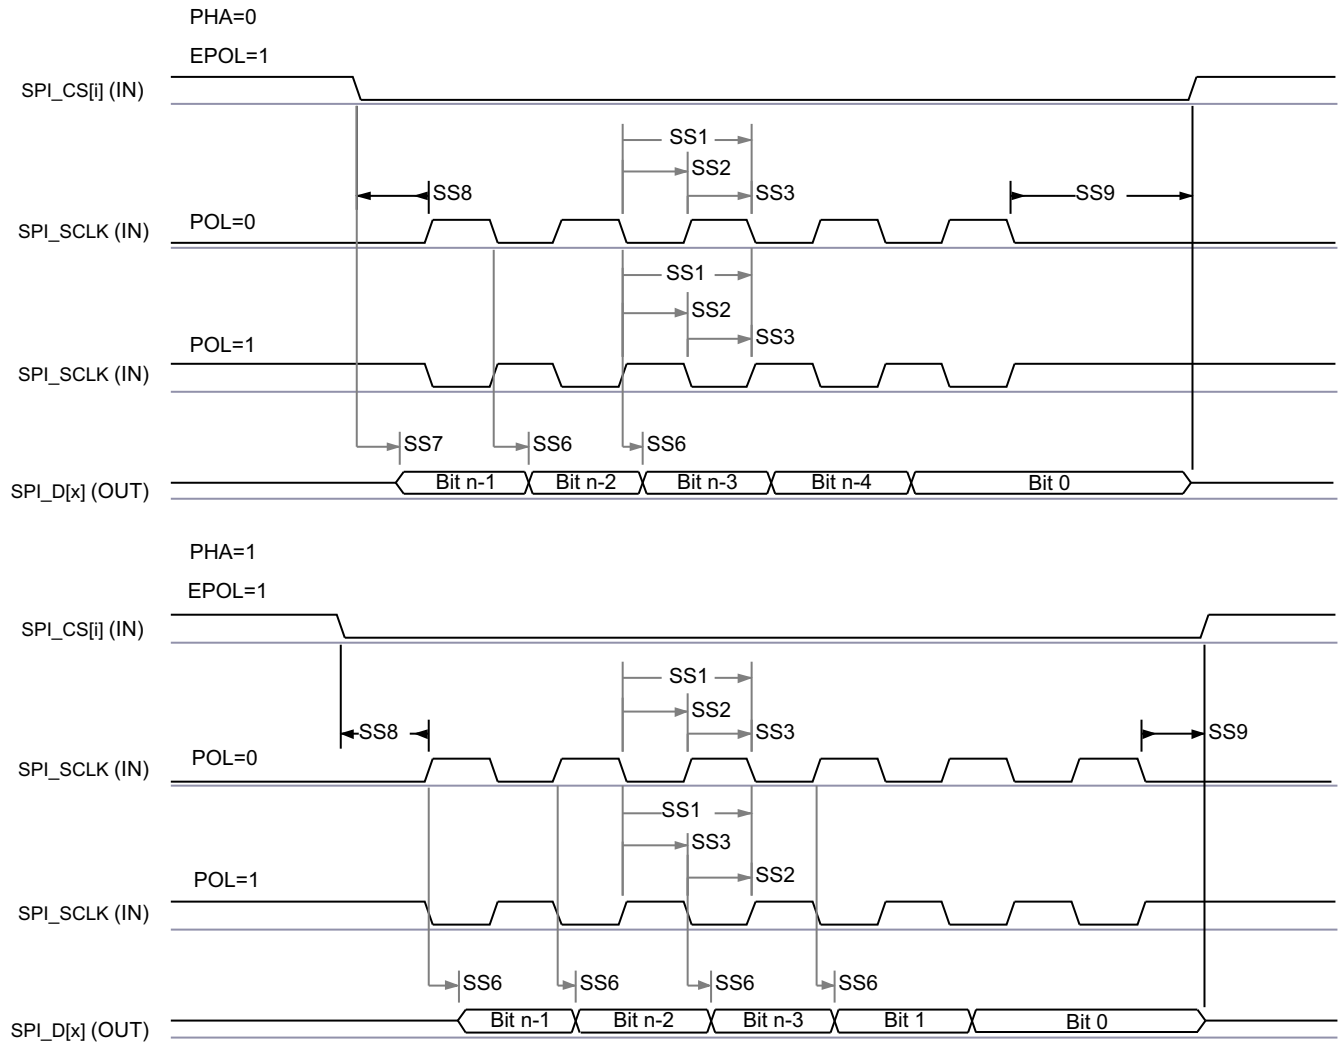 PHA=0
EPOL=1
SPI_CS[i] (IN)
SS1
SS2
SS8
SS3
SS9
POL=0
SPI_SCLK (IN)
SS1
SS2
SS3
POL=1
SPI_SCLK (IN)
SS7
SS6
SS6
SPI_D[x] (OUT)
Bit n-1
Bit n-2
Bit n-3
Bit n-4
Bit 0
PHA=1
EPOL=1
SPI_CS[i] (IN)
SS1
SS2
SS8
SS3
SS9
POL=0
SPI_SCLK (IN)
SS1
SS3
SS2
POL=1
SPI_SCLK (IN)
SS6
SS6
SS6
SS6
SPI_D[x] (OUT)
Bit n-1
Bit n-2
Bit n-3
Bit 1
Bit 0